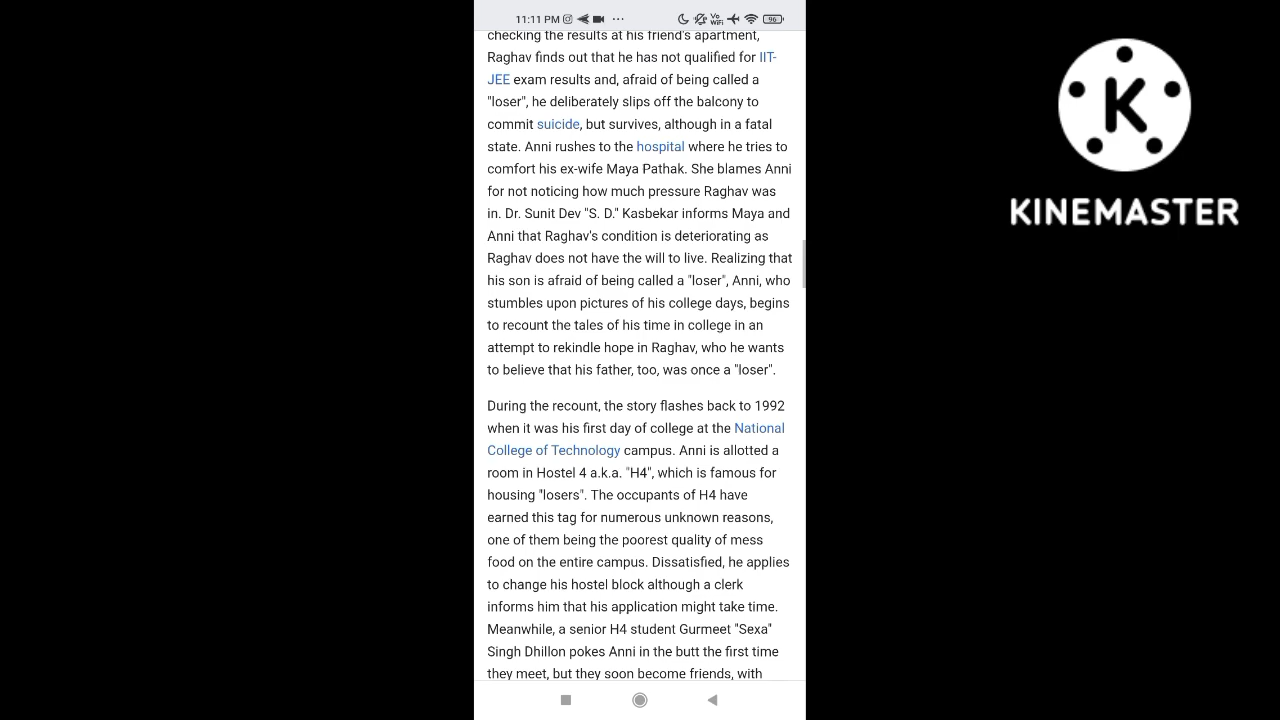 11:11 PM ...
Vo
WiFi
96
checking the results at his friend's apartment,
Raghav finds out that he has not qualified for IIT-
JEE exam results and, afraid of being called a
"loser", he deliberately slips off the balcony to
commit suicide, but survives, although in a fatal
state. Anni rushes to the hospital where he tries to
comfort his ex-wife Maya Pathak. She blames Anni
for not noticing how much pressure Raghav was
in. Dr. Sunit Dev "S. D." Kasbekar informs Maya and
Anni that Raghav's condition is deteriorating as
Raghav does not have the will to live. Realizing that
his son is afraid of being called a "loser", Anni, who
stumbles upon pictures of his college days, begins
to recount the tales of his time in college in an
attempt to rekindle hope in Raghav, who he wants
to believe that his father, too, was once a "loser".
During the recount, the story flashes back to 1992
when it was his first day of college at the National
College of Technology campus. Anni is allotted a
room in Hostel 4 a.k.a. "H4", which is famous for
housing "losers". The occupants of H4 have
earned this tag for numerous unknown reasons,
one of them being the poorest quality of mess
food on the entire campus. Dissatisfied, he applies
to change his hostel block although a clerk
informs him that his application might take time.
Meanwhile, a senior H4 student Gurmeet "Sexa"
Singh Dhillon pokes Anni in the butt the first time
they meet, but they soon become friends, with
K
KINEMASTER